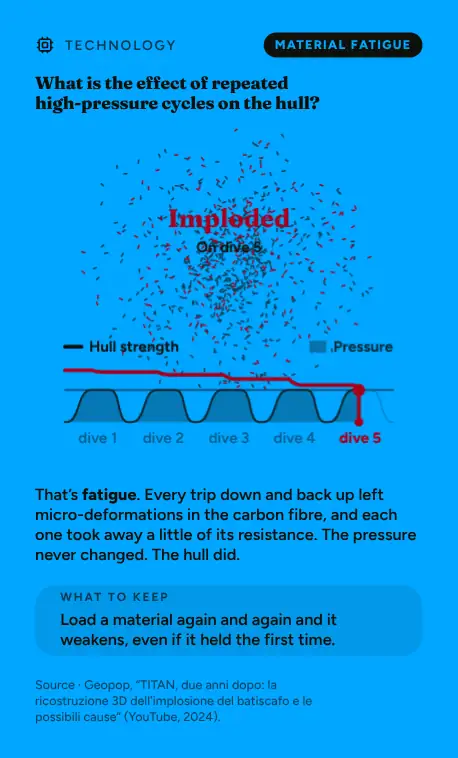 TECHNOLOGY
MATERIAL FATIGUE
What is the effect of repeated
high-pressure cycles on the hull?
Imploded
On dive 5
Hull strength
Pressure
dive 1
dive 2
dive 3
dive 4
dive 5
That's fatigue. Every trip down and back up left
micro-deformations in the carbon fibre, and each
one took away a little of its resistance. The pressure
never changed. The hull did.
WHAT TO KEEP
Load a material again and again and it
weakens, even if it held the first time.
Source · Geopop, “TITAN, due anni dopo: la
ricostruzione 3D dell'implosione del batiscafo e le
possibili cause” (YouTube, 2024).